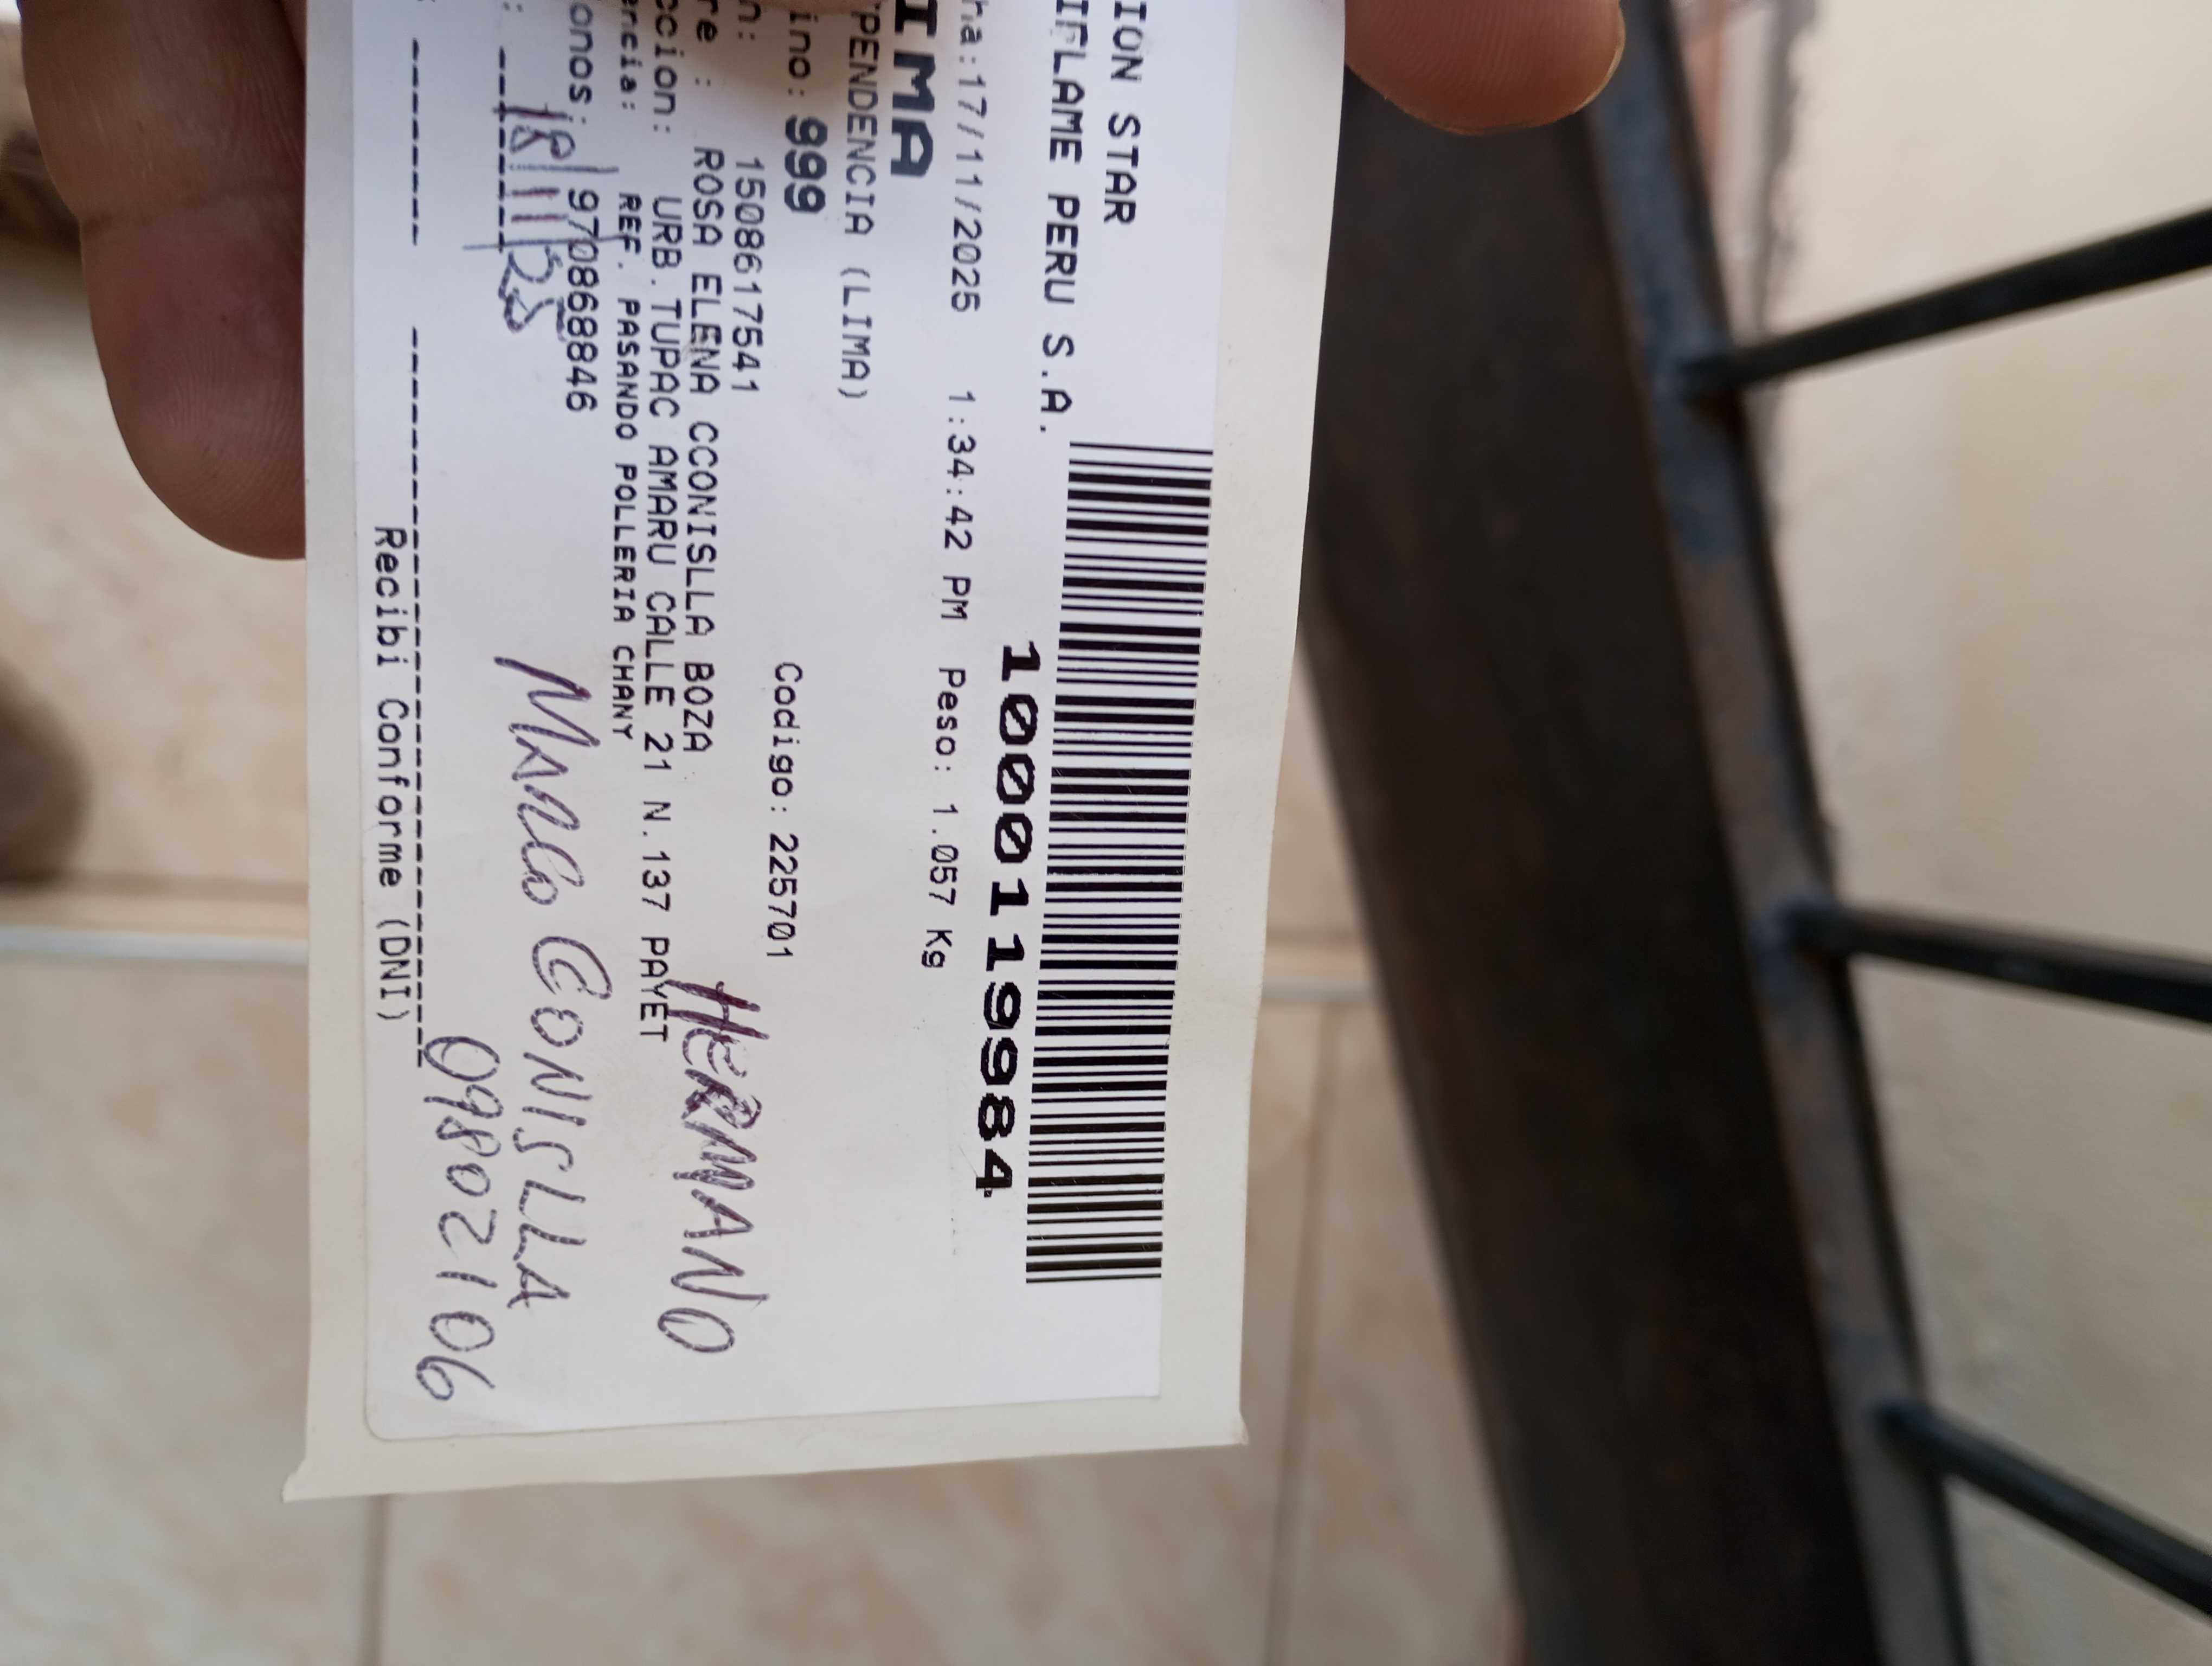 ION STAR
IFLAME PERU S.A.
1000119984
ha:17/11/2025 1:34:42 PM Peso: 1.057 Kg
IMA
PENDENCIA (LIMA)
ino: 999 Codigo: 225701
n: 1508617541
re : ROSA ELENA CCONISLLA BOZA
HERMANO
ccion: URB.TUPAC AMARU CALLE 21 N.137 PAYET
encia: REF. PASANDO POLLERIA CHANY
onos: 970868846
: 18/11/25 MARCO CONISLLA
09802106
Recibi Conforme (DNI)